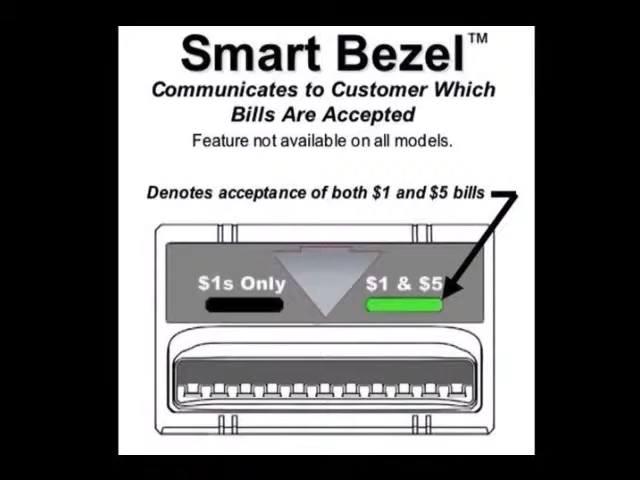 Smart Bezel™
Communicates to Customer Which
Bills Are Accepted
Feature not available on all models.
Denotes acceptance of both $1 and $5 bills
$1s Only
$1 & $5